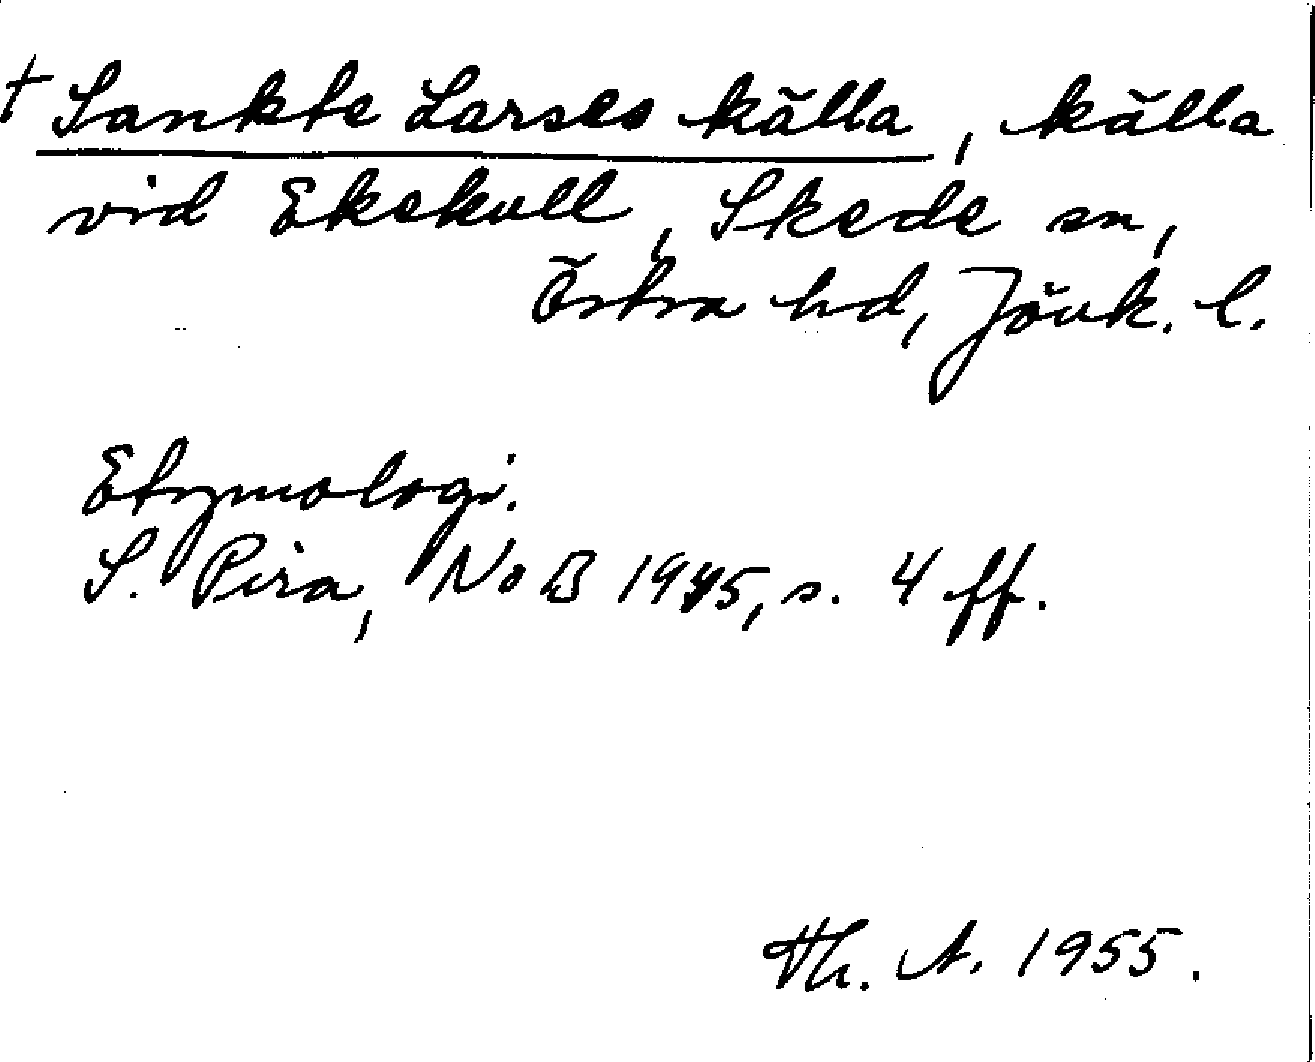 † Sankte Larses källa, källa
vid Ekekull, Skede sn,
Östra hd, Jönk. l.
Etymologi.
S. Pira, NoB 1945, s. 4 ff.
Th. A. 1955.